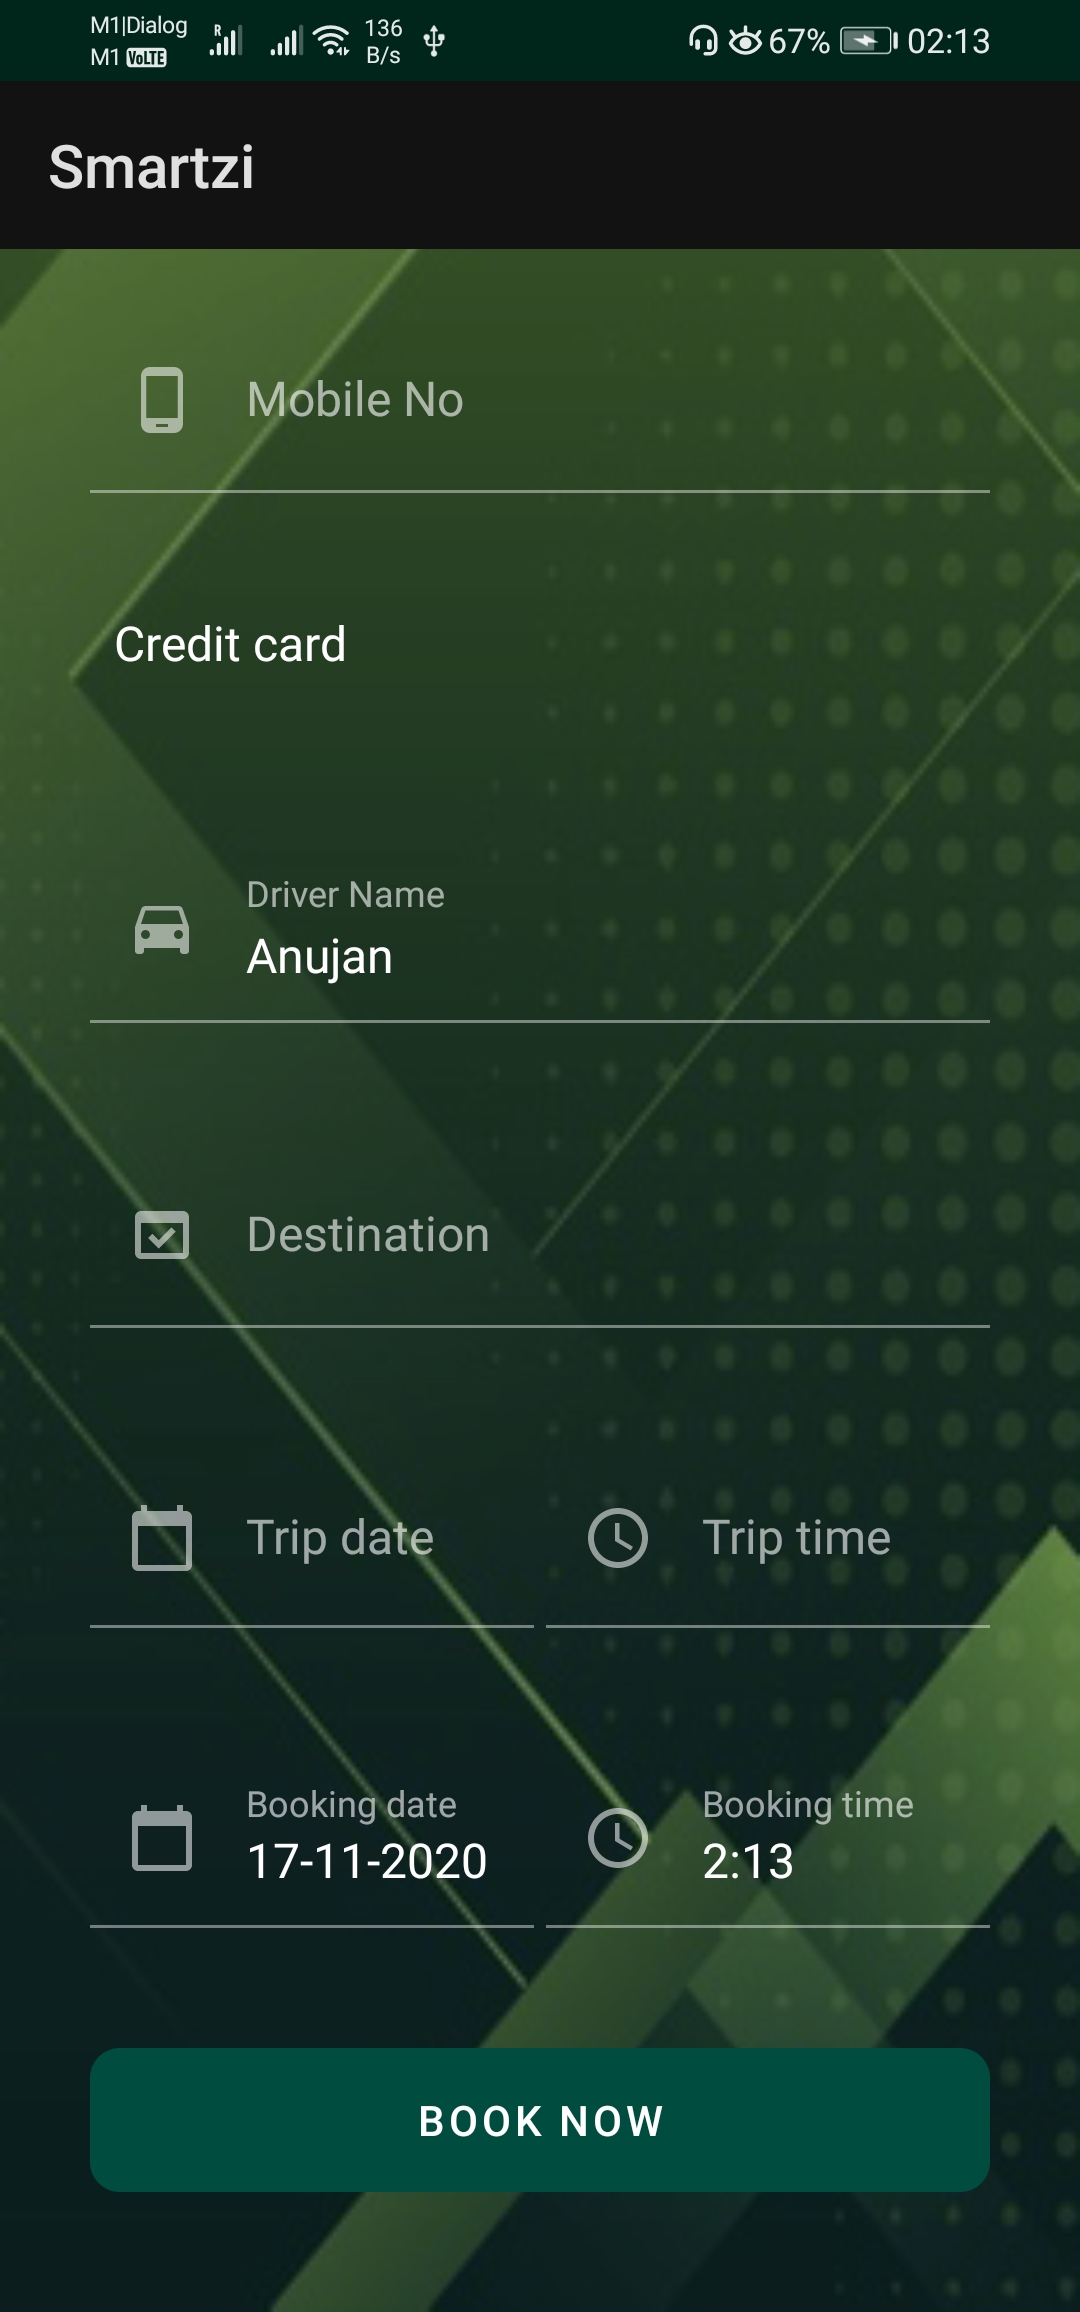 M1|Dialog
M1 VoLTE
R
136
B/s
67% 02:13
Smartzi
Mobile No
Credit card
Driver Name
Anujan
Destination
Trip date
Trip time
Booking date
17-11-2020
Booking time
2:13
BOOK NOW